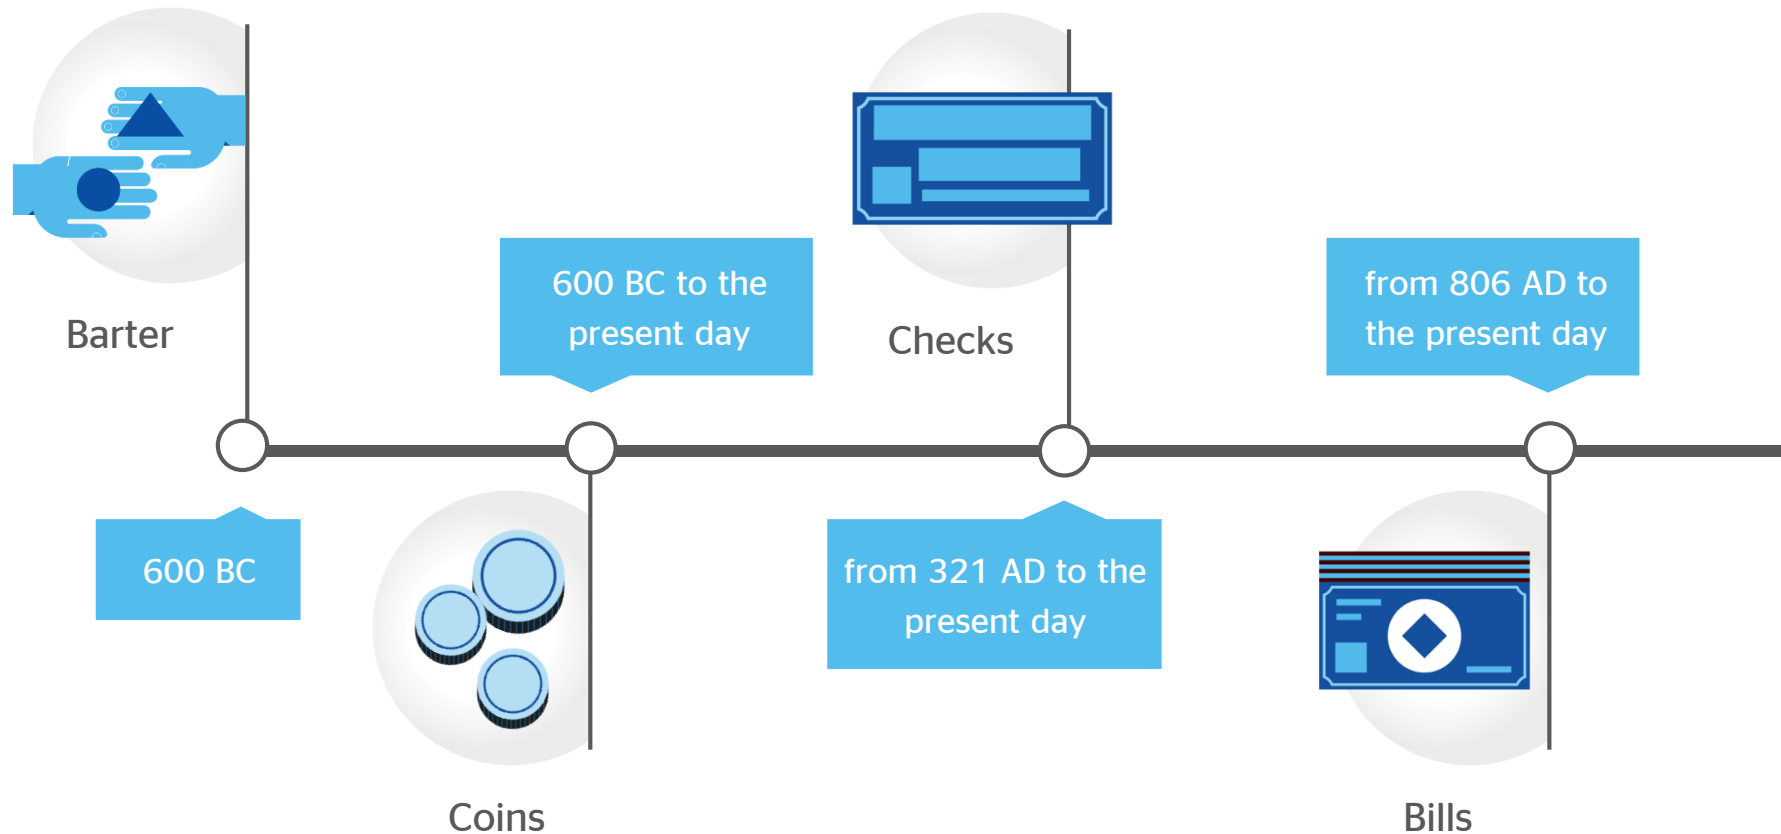 Barter
600 BC
600 BC to the
present day
Coins
Checks
from 321 AD to the
present day
from 806 AD to
the present day
Bills